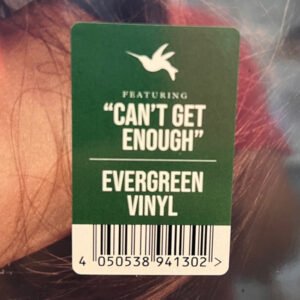 FEATURING
“CAN'T GET
ENOUGH”
EVERGREEN
VINYL
4 050538 941302 >